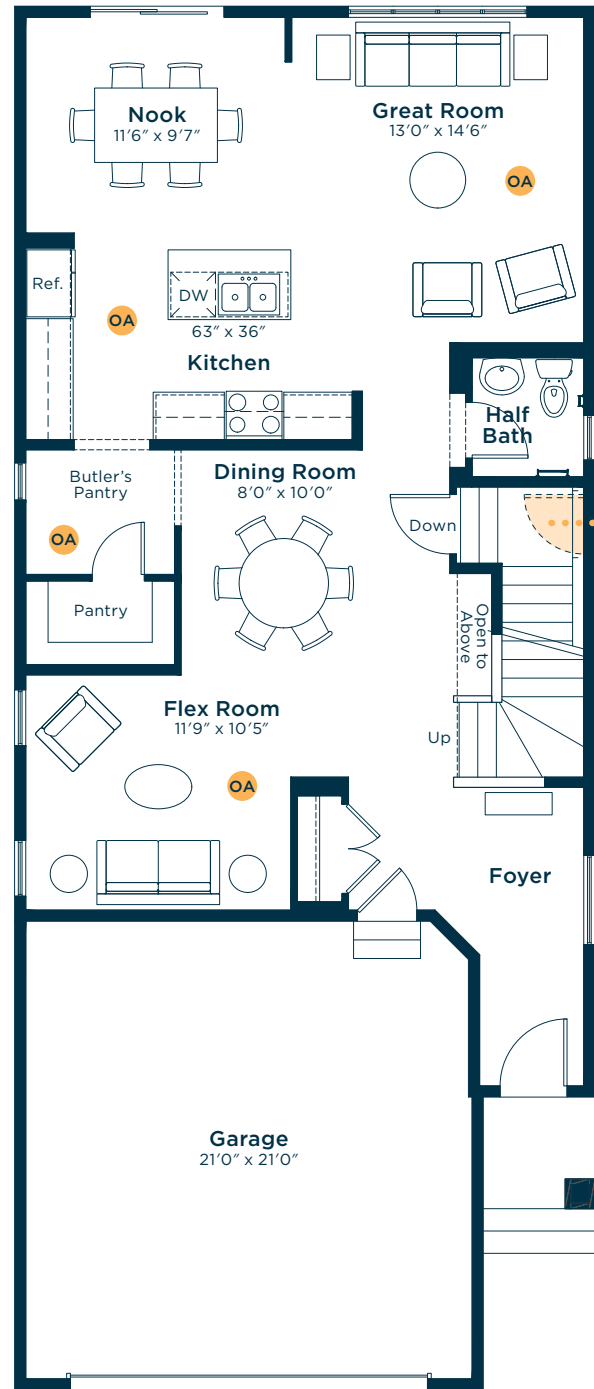 Nook
11′6″ x 9′7″
Great Room
13′0″ x 14′6″
OA
Ref.
DW
OA
63″ x 36″
Kitchen
Half
Bath
Butler's
Pantry
Dining Room
8′0″ x 10′0″
Down
OA
Pantry
Open to
Above
Flex Room
11′9″ x 10′5″
Up
OA
Foyer
Garage
21′0″ x 21′0″